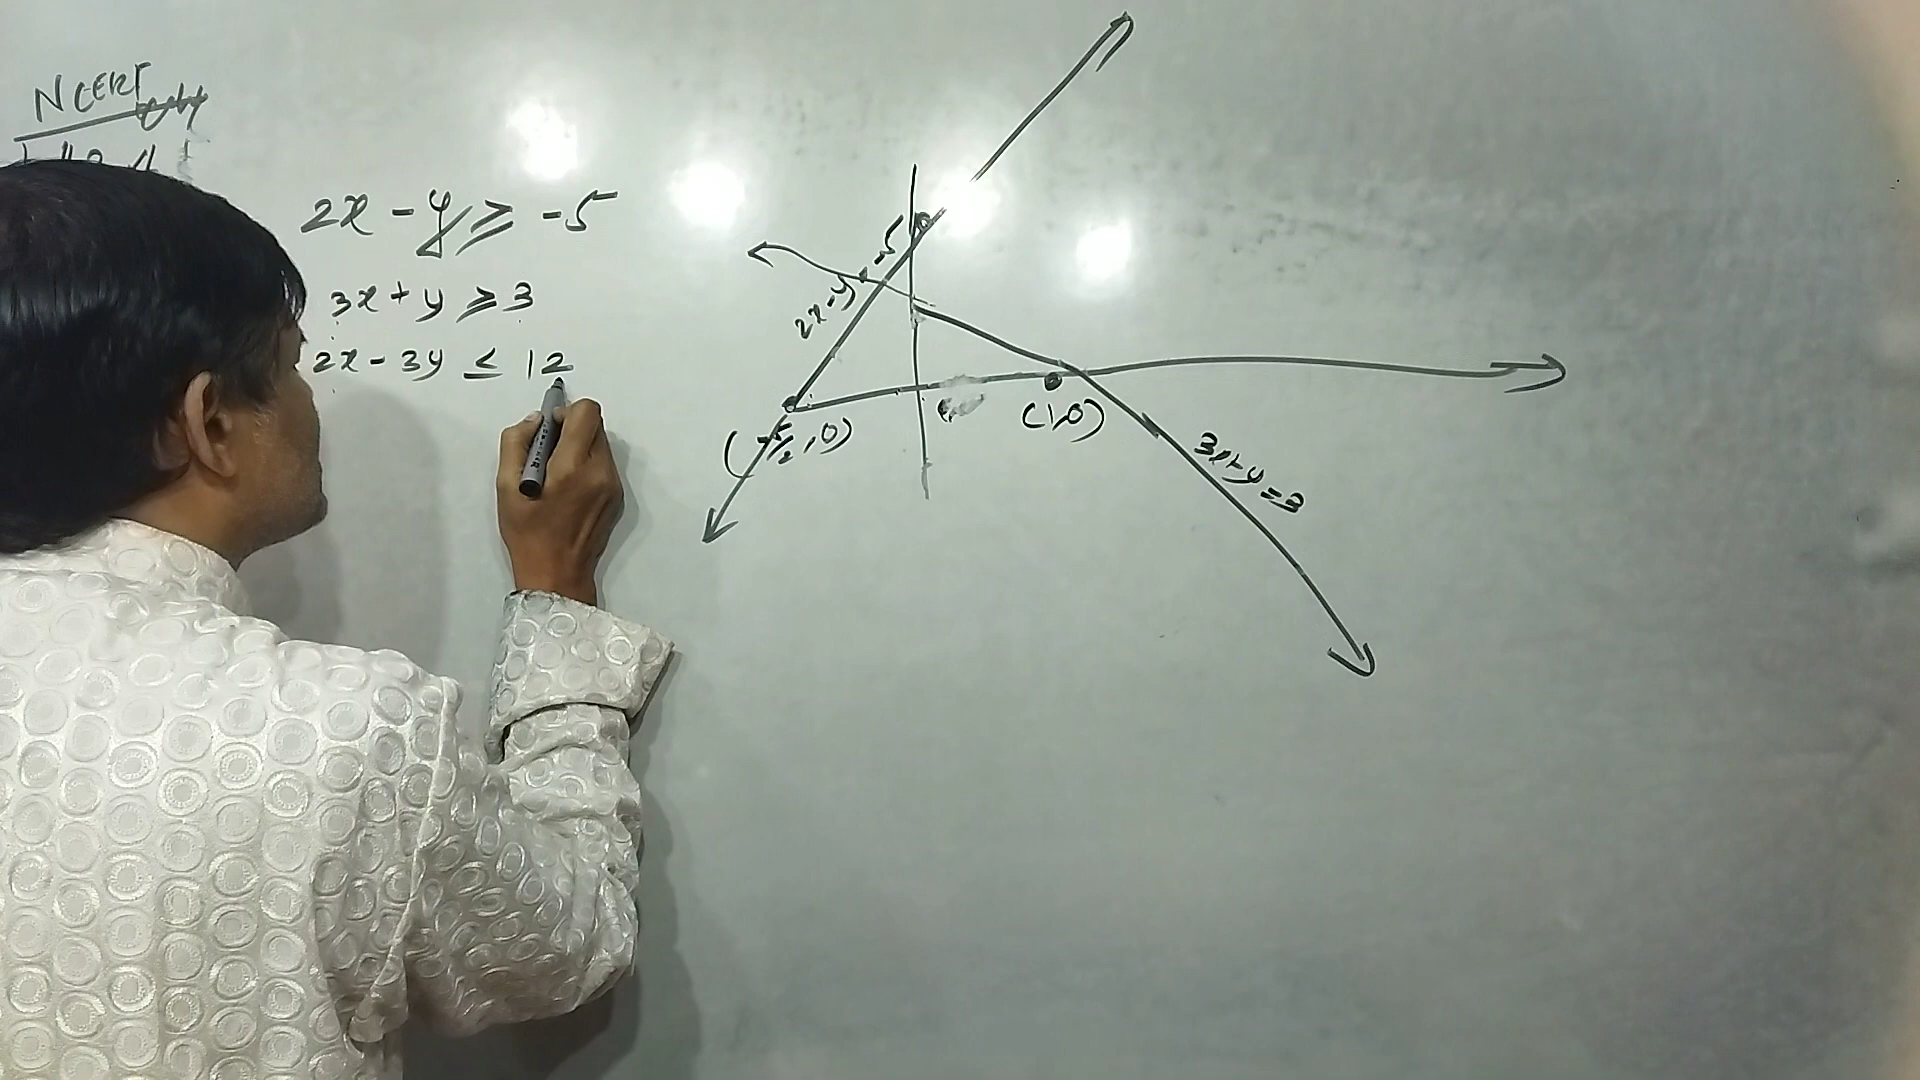 NCERT
2x - y ≥ -5
3x + y ≥ 3
2x - 3y ≤ 12
2x - y = -5
(-5/2, 0)
(1,0)
3x + y = 3